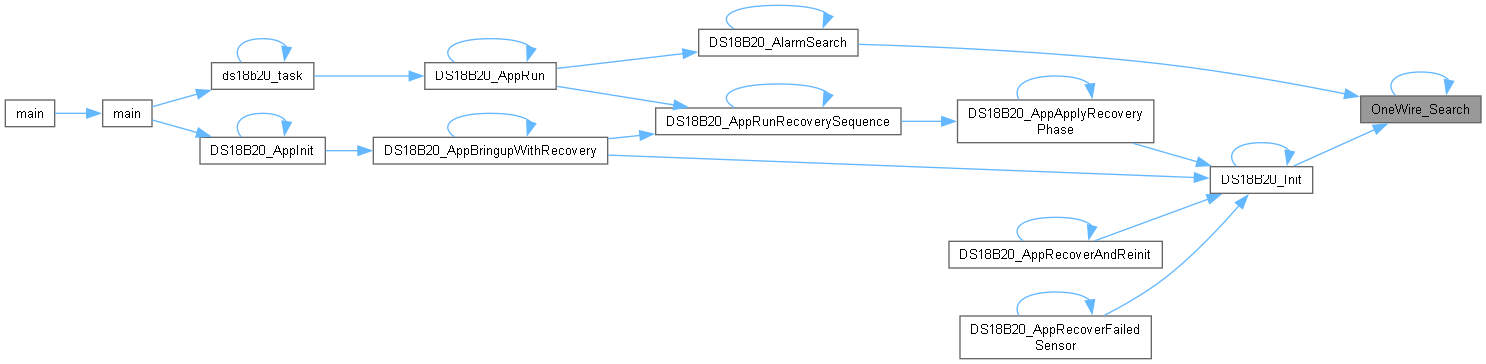 main
main
ds18b20_task
DS18B20_AppInit
DS18B20_AppRun
DS18B20_AppBringupWithRecovery
DS18B20_AlarmSearch
DS18B20_AppRunRecoverySequence
DS18B20_AppApplyRecovery
Phase
DS18B20_Init
DS18B20_AppRecoverAndReinit
DS18B20_AppRecoverFailed
Sensor
OneWire_Search